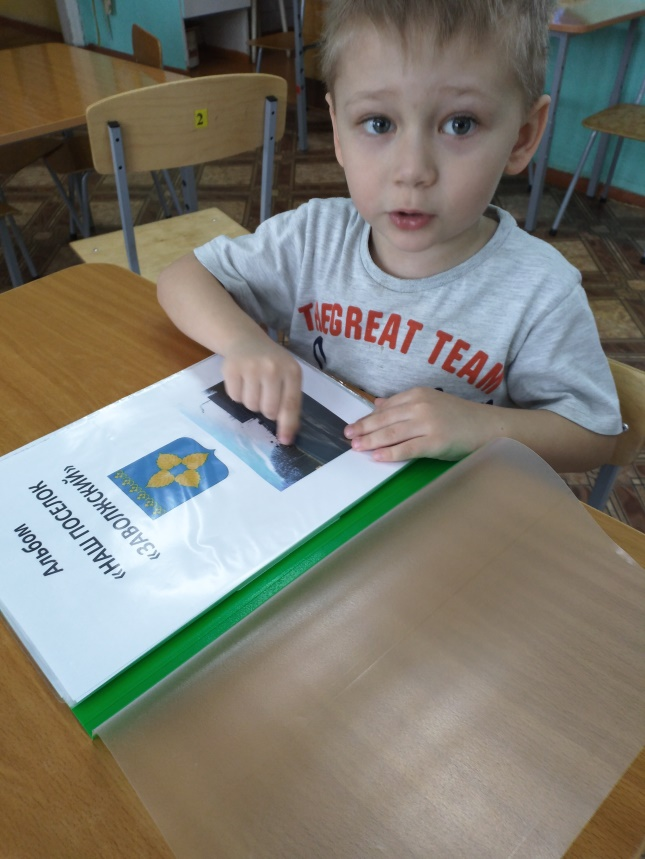 2
THE GREAT TEAM
Альбом
«НАШ ПОСЕЛОК
«ЗАВОЛЖСКИЙ»